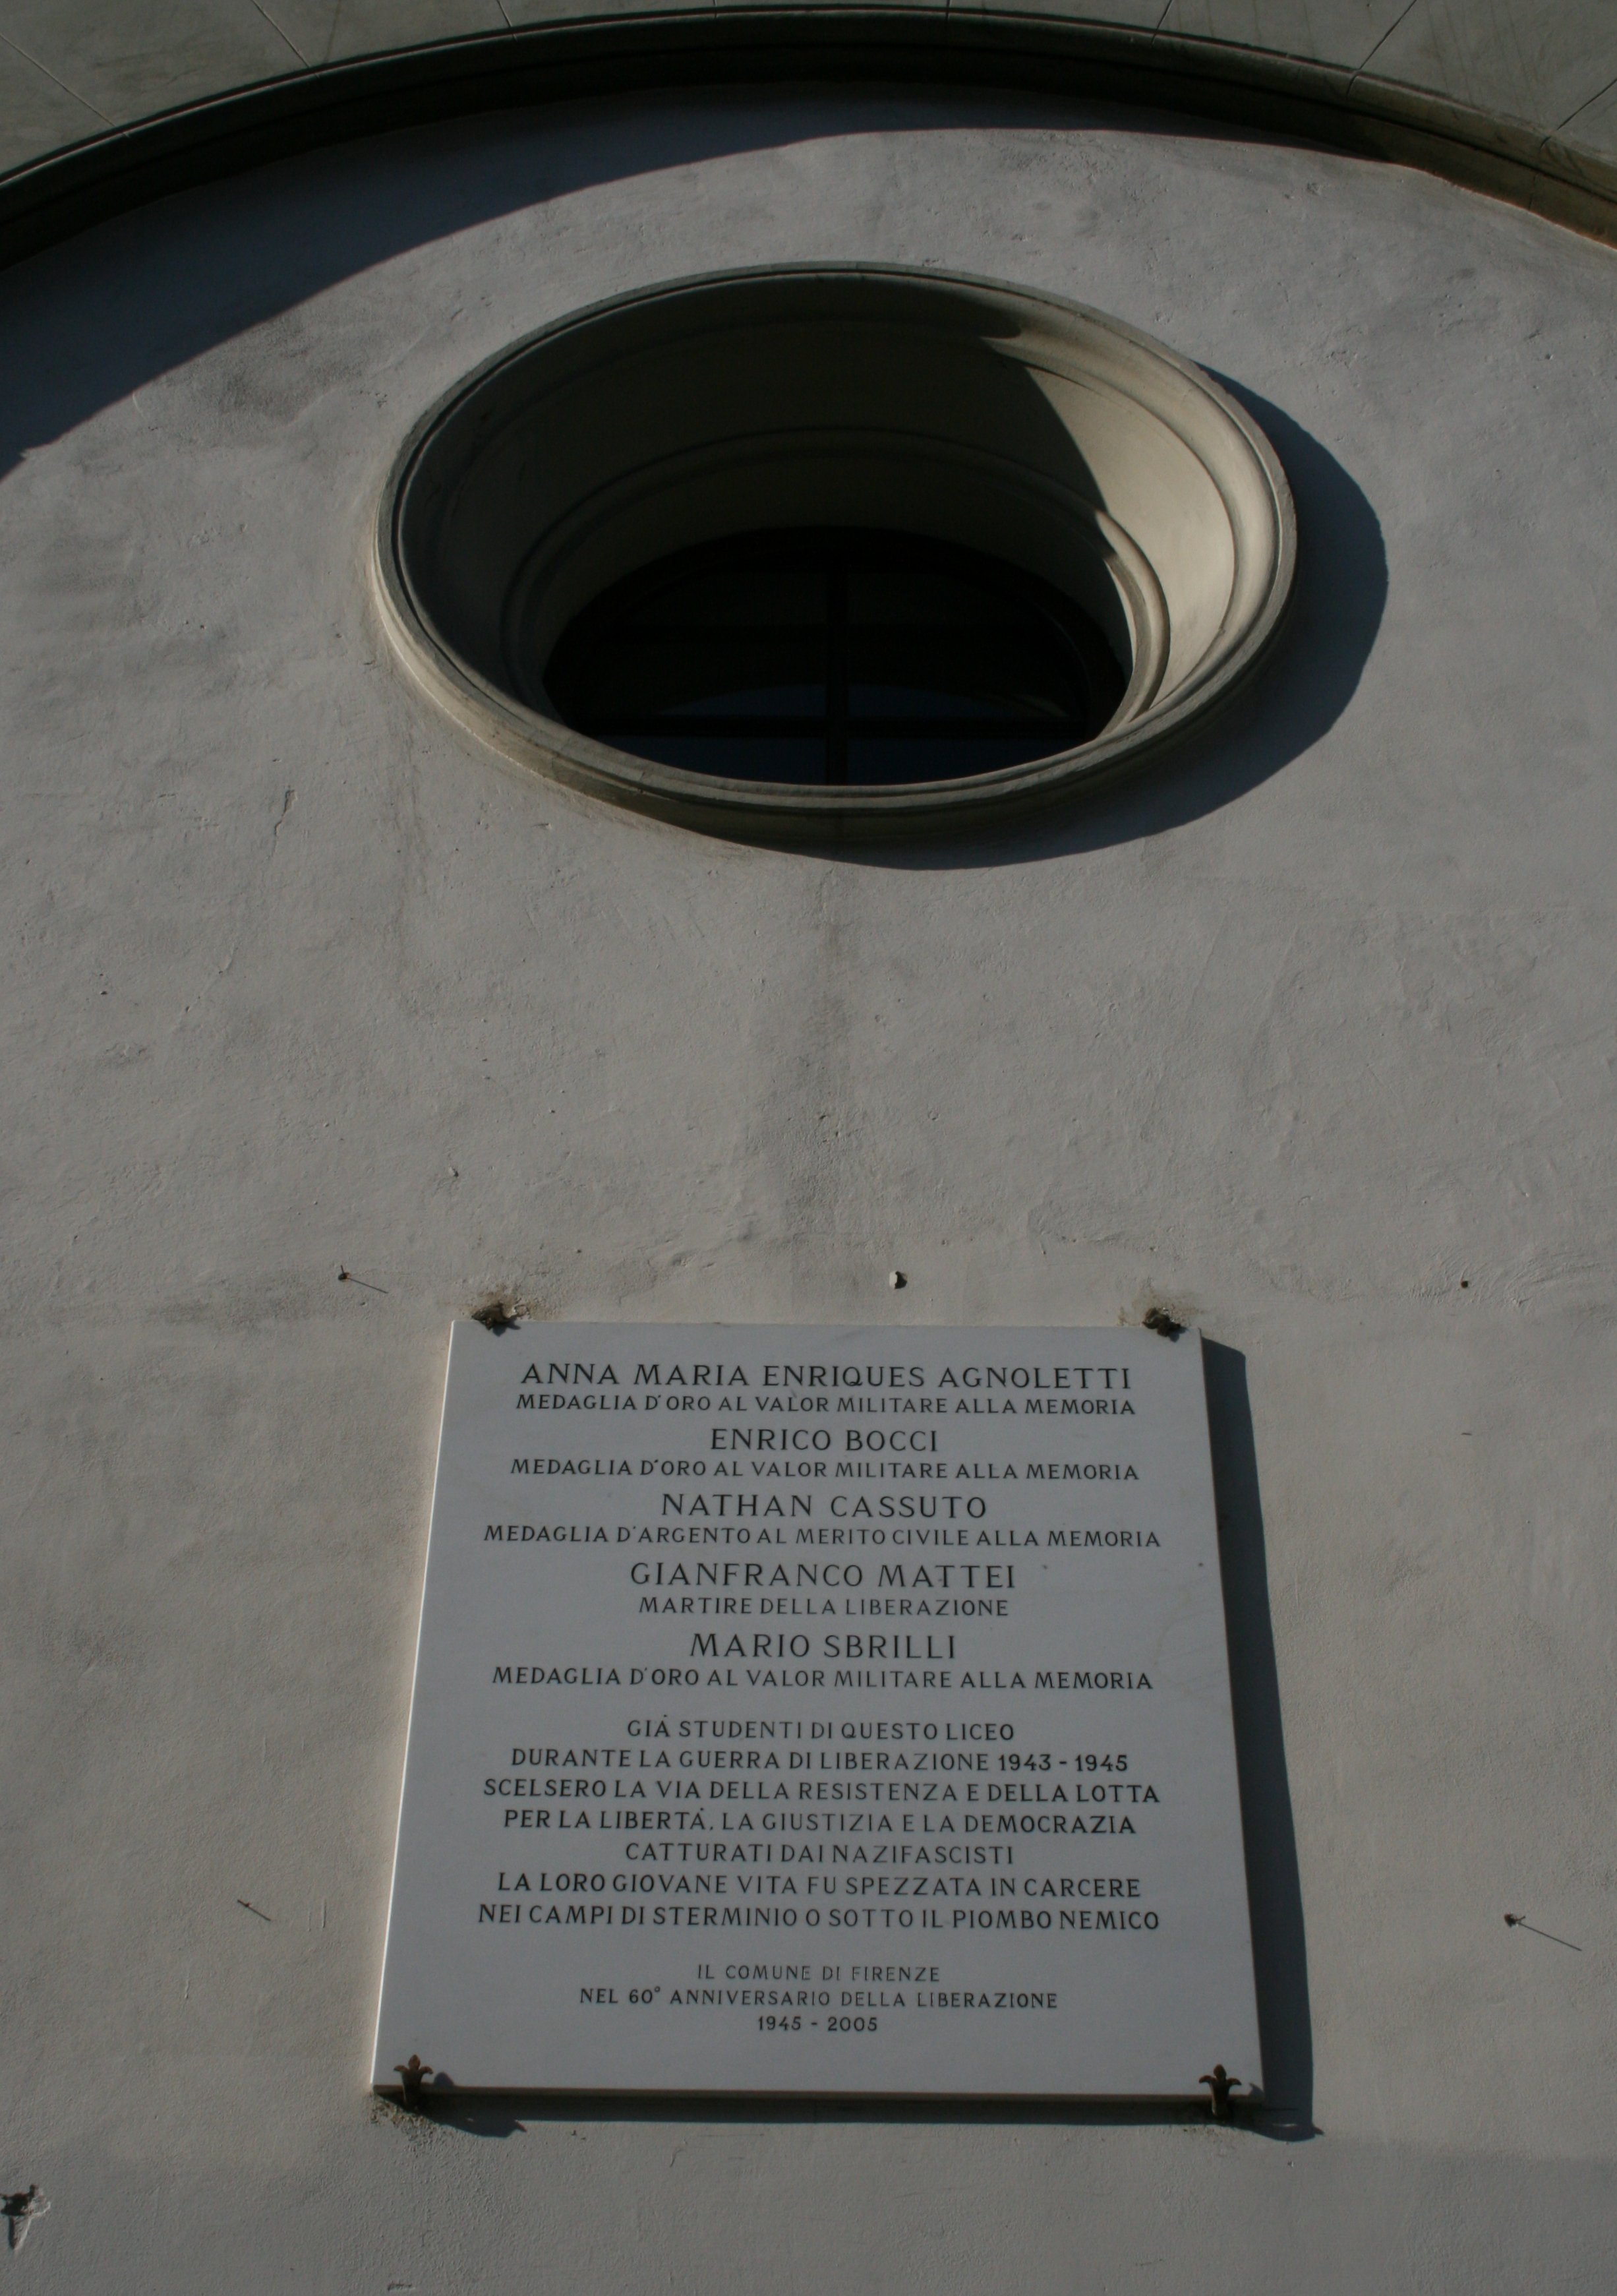 ANNA MARIA ENRIQUES AGNOLETTI
MEDAGLIA D'ORO AL VALOR MILITARE ALLA MEMORIA
ENRICO BOCCI
MEDAGLIA D'ORO AL VALOR MILITARE ALLA MEMORIA
NATHAN CASSUTO
MEDAGLIA D'ARGENTO AL MERITO CIVILE ALLA MEMORIA
GIANFRANCO MATTEI
MARTIRE DELLA LIBERAZIONE
MARIO SBRILLI
MEDAGLIA D'ORO AL VALOR MILITARE ALLA MEMORIA
GIÀ STUDENTI DI QUESTO LICEO
DURANTE LA GUERRA DI LIBERAZIONE 1943 - 1945
SCELSERO LA VIA DELLA RESISTENZA E DELLA LOTTA
PER LA LIBERTÀ, LA GIUSTIZIA E LA DEMOCRAZIA
CATTURATI DAI NAZIFASCISTI
LA LORO GIOVANE VITA FU SPEZZATA IN CARCERE
NEI CAMPI DI STERMINIO O SOTTO IL PIOMBO NEMICO
IL COMUNE DI FIRENZE
NEL 60° ANNIVERSARIO DELLA LIBERAZIONE
1945 - 2005